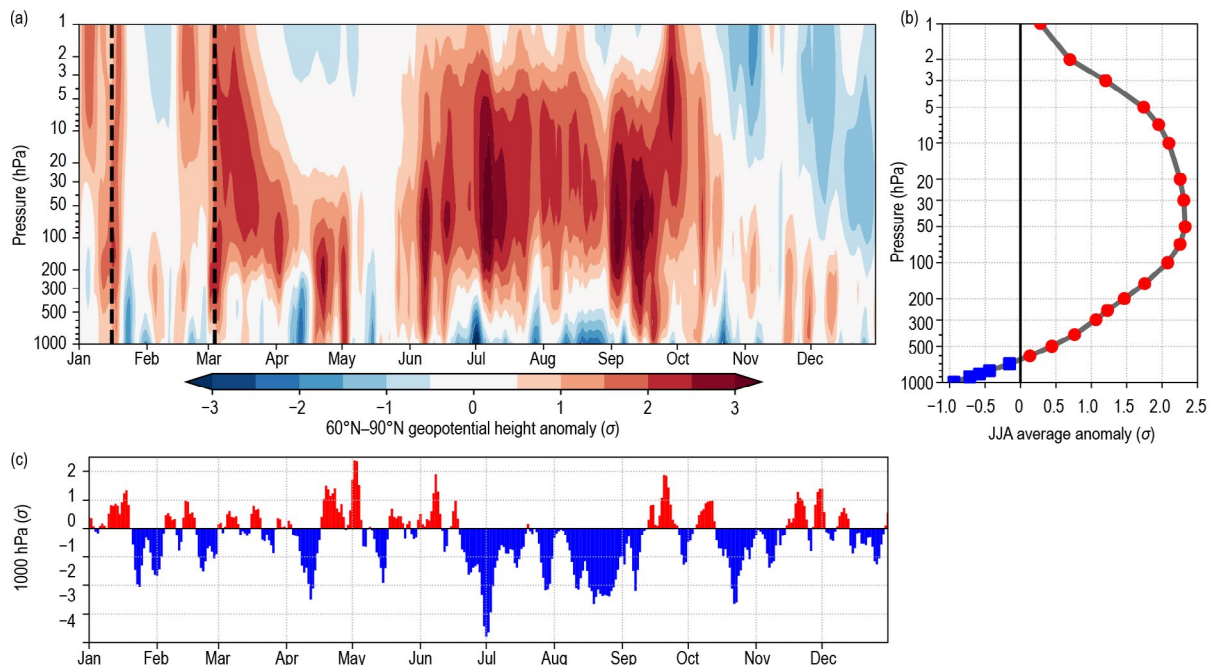 (a)
1
2
3
5
10
20
30
50
100
200
300
500
1000
Pressure (hPa)
Jan Feb Mar Apr May Jun Jul Aug Sep Oct Nov Dec
−3 −2 −1 0 1 2 3
60°N–90°N geopotential height anomaly (σ)
(b)
1
2
3
5
10
20
30
50
100
200
300
500
1000
Pressure (hPa)
−1.0 −0.5 0 0.5 1.0 1.5 2.0 2.5
JJA average anomaly (σ)
(c)
2
1
0
−1
−2
−3
−4
1000 hPa (σ)
Jan Feb Mar Apr May Jun Jul Aug Sep Oct Nov Dec